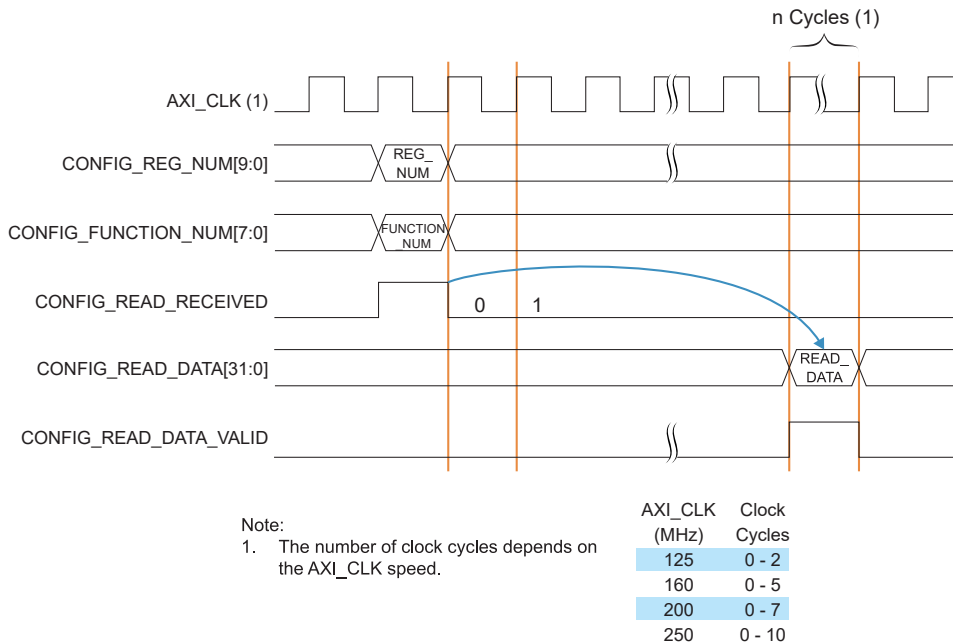 n Cycles (1)
AXI_CLK (1)
CONFIG_REG_NUM[9:0]
REG_
NUM
CONFIG_FUNCTION_NUM[7:0]
FUNCTION
_NUM
CONFIG_READ_RECEIVED
0 1
CONFIG_READ_DATA[31:0]
READ_
DATA
CONFIG_READ_DATA_VALID
Note:
1. The number of clock cycles depends on
the AXI_CLK speed.
AXI_CLK Clock
(MHz) Cycles
125 0 - 2
160 0 - 5
200 0 - 7
250 0 - 10